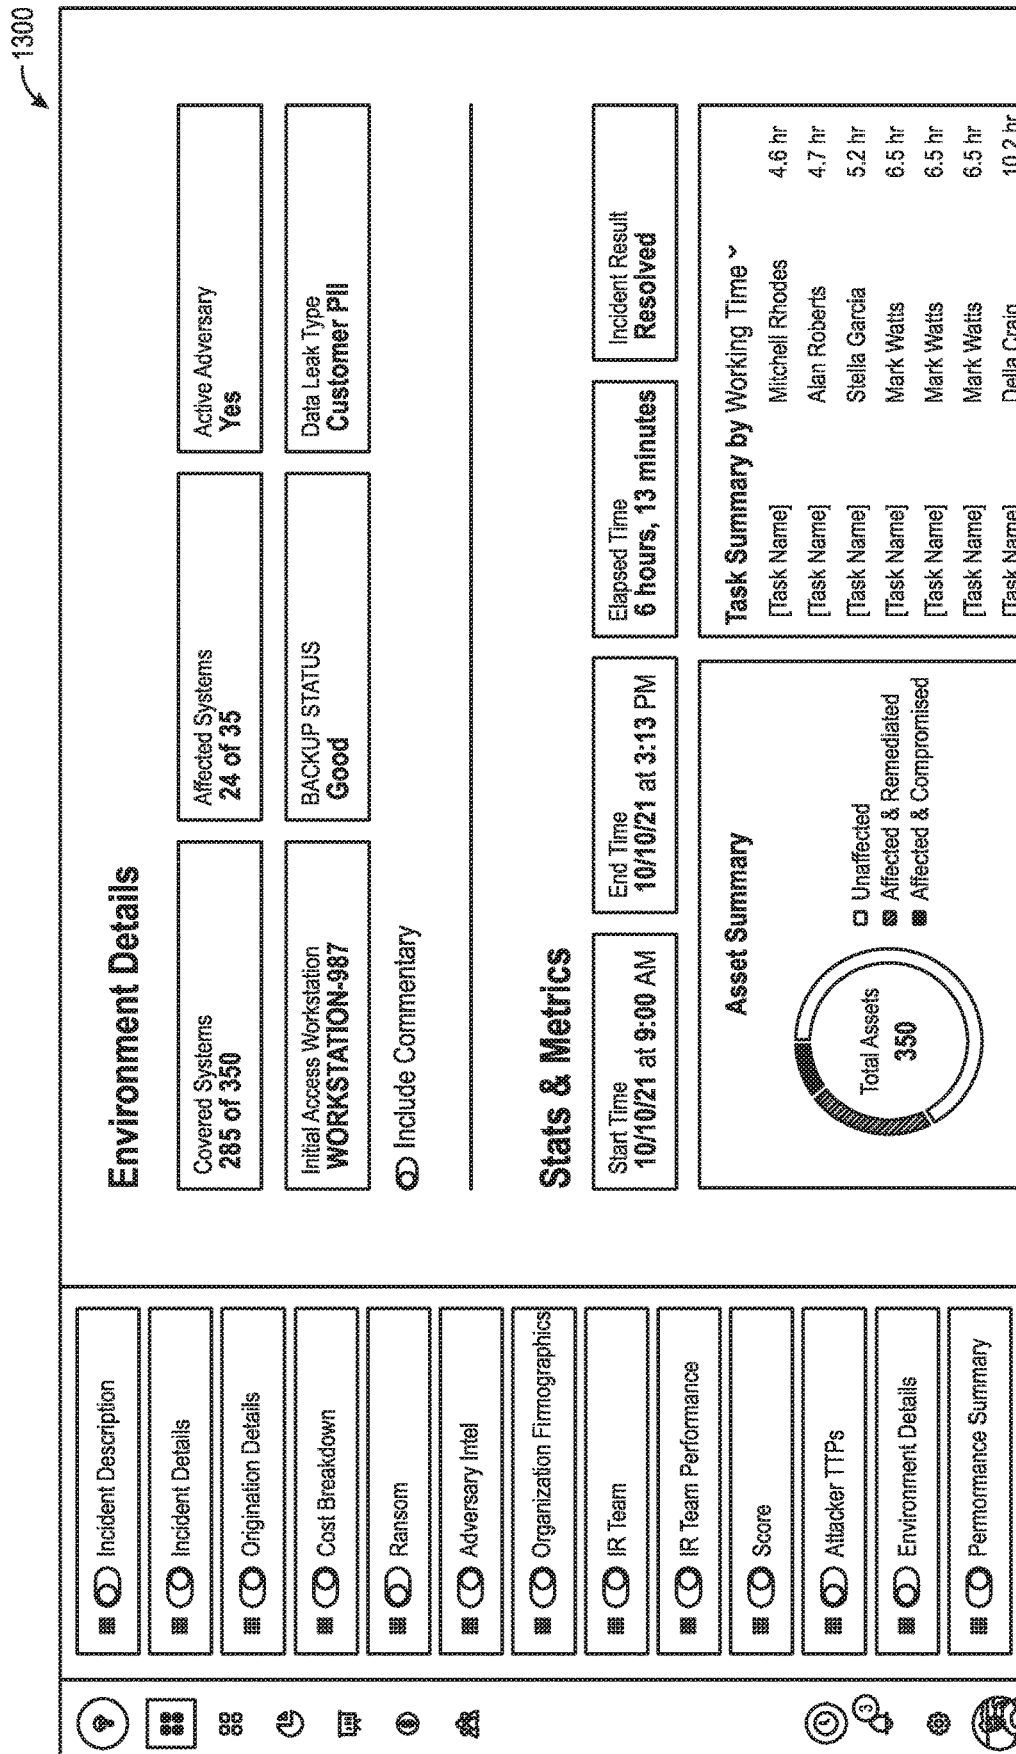 1300
Incident Description
Incident Details
Origination Details
Cost Breakdown
Ransom
Adversary Intel
Organization Firmographics
IR Team
IR Team Performance
Score
Attacker TTPs
Environment Details
Permormance Summary
3
Environment Details
Covered Systems
285 of 350
Affected Systems
24 of 35
Active Adversary
Yes
Initial Access Workstation
WORKSTATION-987
BACKUP STATUS
Good
Data Leak Type
Customer PII
Include Commentary
Stats & Metrics
Start Time
10/10/21 at 9:00 AM
End Time
10/10/21 at 3:13 PM
Elapsed Time
6 hours, 13 minutes
Incident Result
Resolved
Asset Summary
Total Assets
350
Unaffected
Affected & Remediated
Affected & Compromised
Task Summary by Working Time
[Task Name] Mitchell Rhodes 4.6 hr
[Task Name] Alan Roberts 4.7 hr
[Task Name] Stella Garcia 5.2 hr
[Task Name] Mark Watts 6.5 hr
[Task Name] Mark Watts 6.5 hr
[Task Name] Mark Watts 6.5 hr
[Task Name] Della Craig 10.2 hr